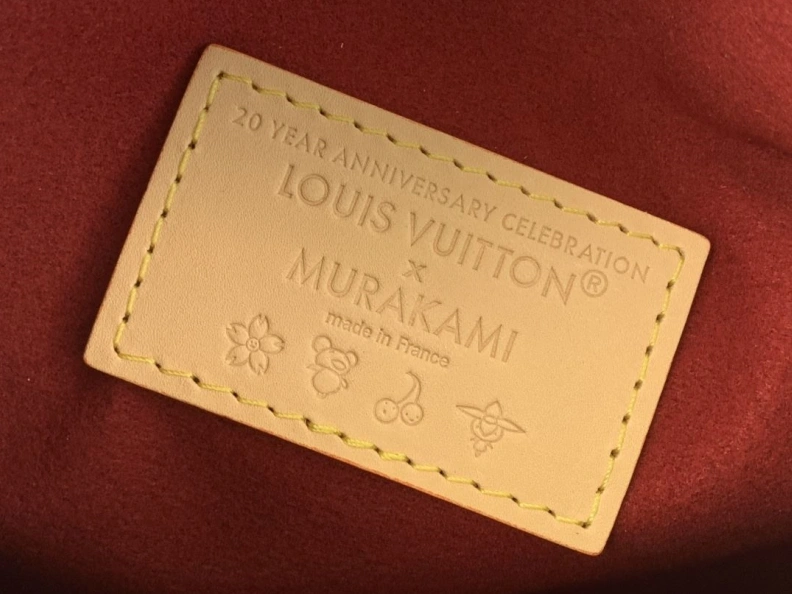 20 YEAR ANNIVERSARY CELEBRATION
LOUIS VUITTON®
x
MURAKAMI
made in France